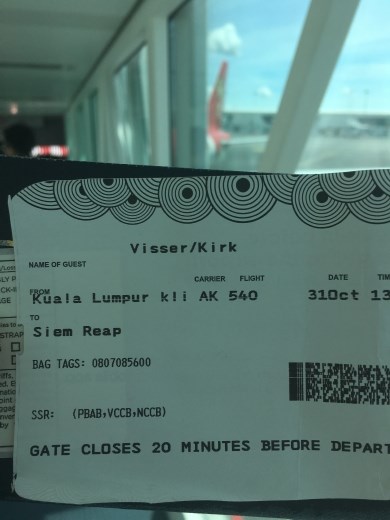 Visser/Kirk
NAME OF GUEST
CARRIER FLIGHT DATE
FROM
Kuala Lumpur kli AK 540 31Oct 13
TO
Siem Reap
BAG TAGS: 0807085600
SSR: (PBAB,VCCB,NCCB)
GATE CLOSES 20 MINUTES BEFORE DEPART